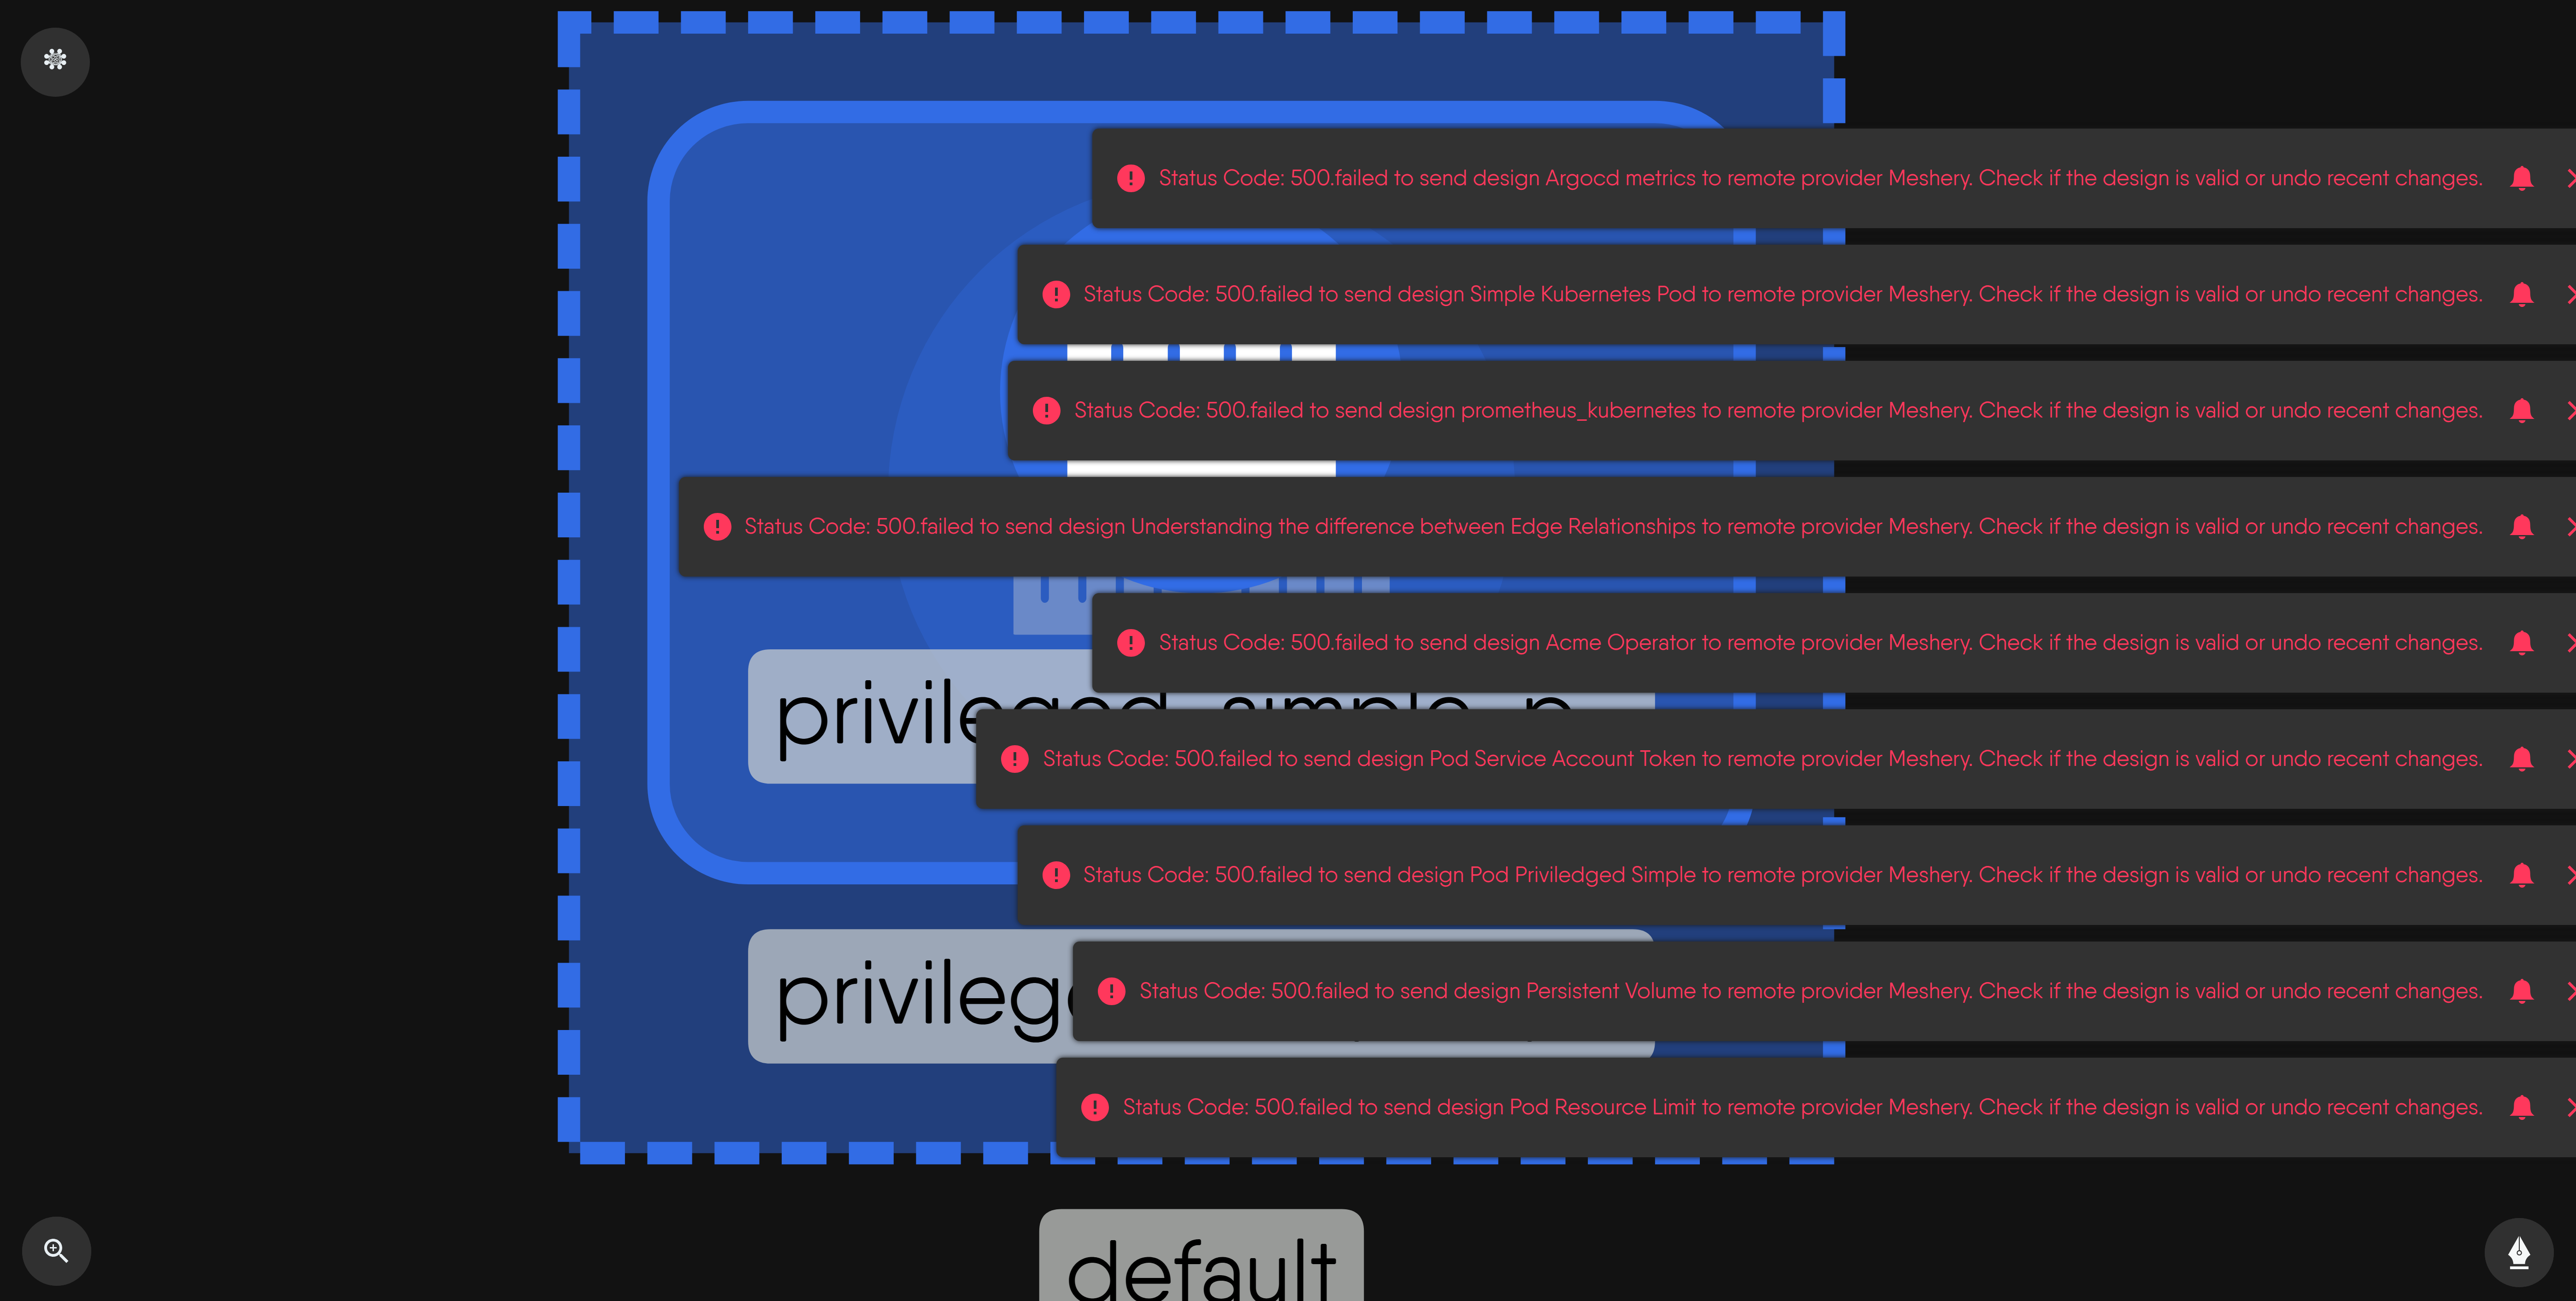 Status Code: 500.failed to send design Argocd metrics to remote provider Meshery. Check if the design is valid or undo recent changes.
Status Code: 500.failed to send design Simple Kubernetes Pod to remote provider Meshery. Check if the design is valid or undo recent changes.
Status Code: 500.failed to send design prometheus_kubernetes to remote provider Meshery. Check if the design is valid or undo recent changes.
Status Code: 500.failed to send design Understanding the difference between Edge Relationships to remote provider Meshery. Check if the design is valid or undo recent changes.
Status Code: 500.failed to send design Acme Operator to remote provider Meshery. Check if the design is valid or undo recent changes.
Status Code: 500.failed to send design Pod Service Account Token to remote provider Meshery. Check if the design is valid or undo recent changes.
Status Code: 500.failed to send design Pod Priviledged Simple to remote provider Meshery. Check if the design is valid or undo recent changes.
Status Code: 500.failed to send design Persistent Volume to remote provider Meshery. Check if the design is valid or undo recent changes.
Status Code: 500.failed to send design Pod Resource Limit to remote provider Meshery. Check if the design is valid or undo recent changes.
default